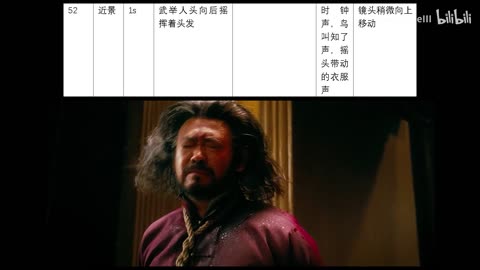 52 近景 1s 武举人头向后摇 时 钟 镜头稍微向上
挥着头发 声，鸟 移动
叫知了
声，摇
头带动
的衣服
声
elll bilibili